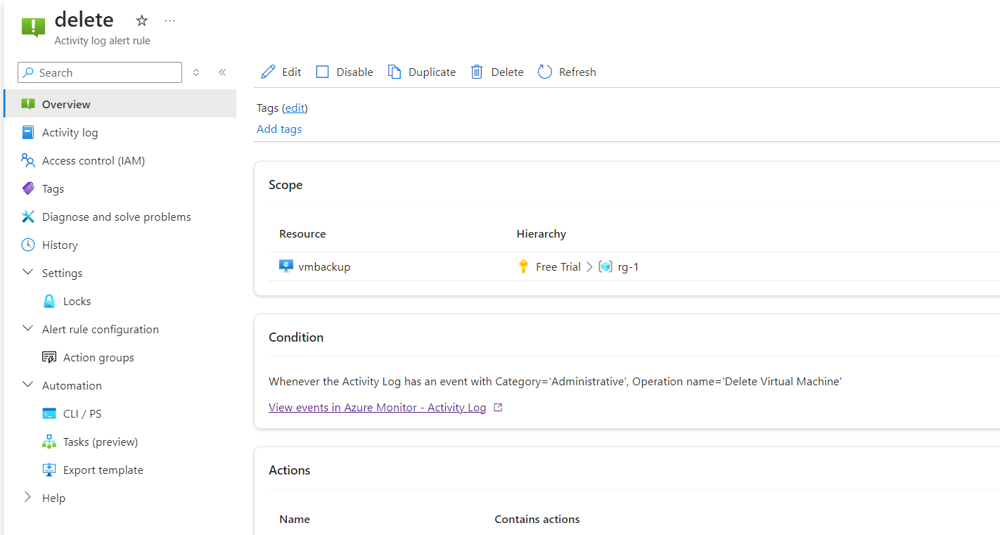 delete
Activity log alert rule
Search
Overview
Activity log
Access control (IAM)
Tags
Diagnose and solve problems
History
Settings
Locks
Alert rule configuration
Action groups
Automation
CLI / PS
Tasks (preview)
Export template
Help
Edit Disable Duplicate Delete Refresh
Tags (edit)
Add tags
Scope
Resource Hierarchy
vmbackup Free Trial > rg-1
Condition
Whenever the Activity Log has an event with Category='Administrative', Operation name='Delete Virtual Machine'
View events in Azure Monitor - Activity Log
Actions
Name Contains actions